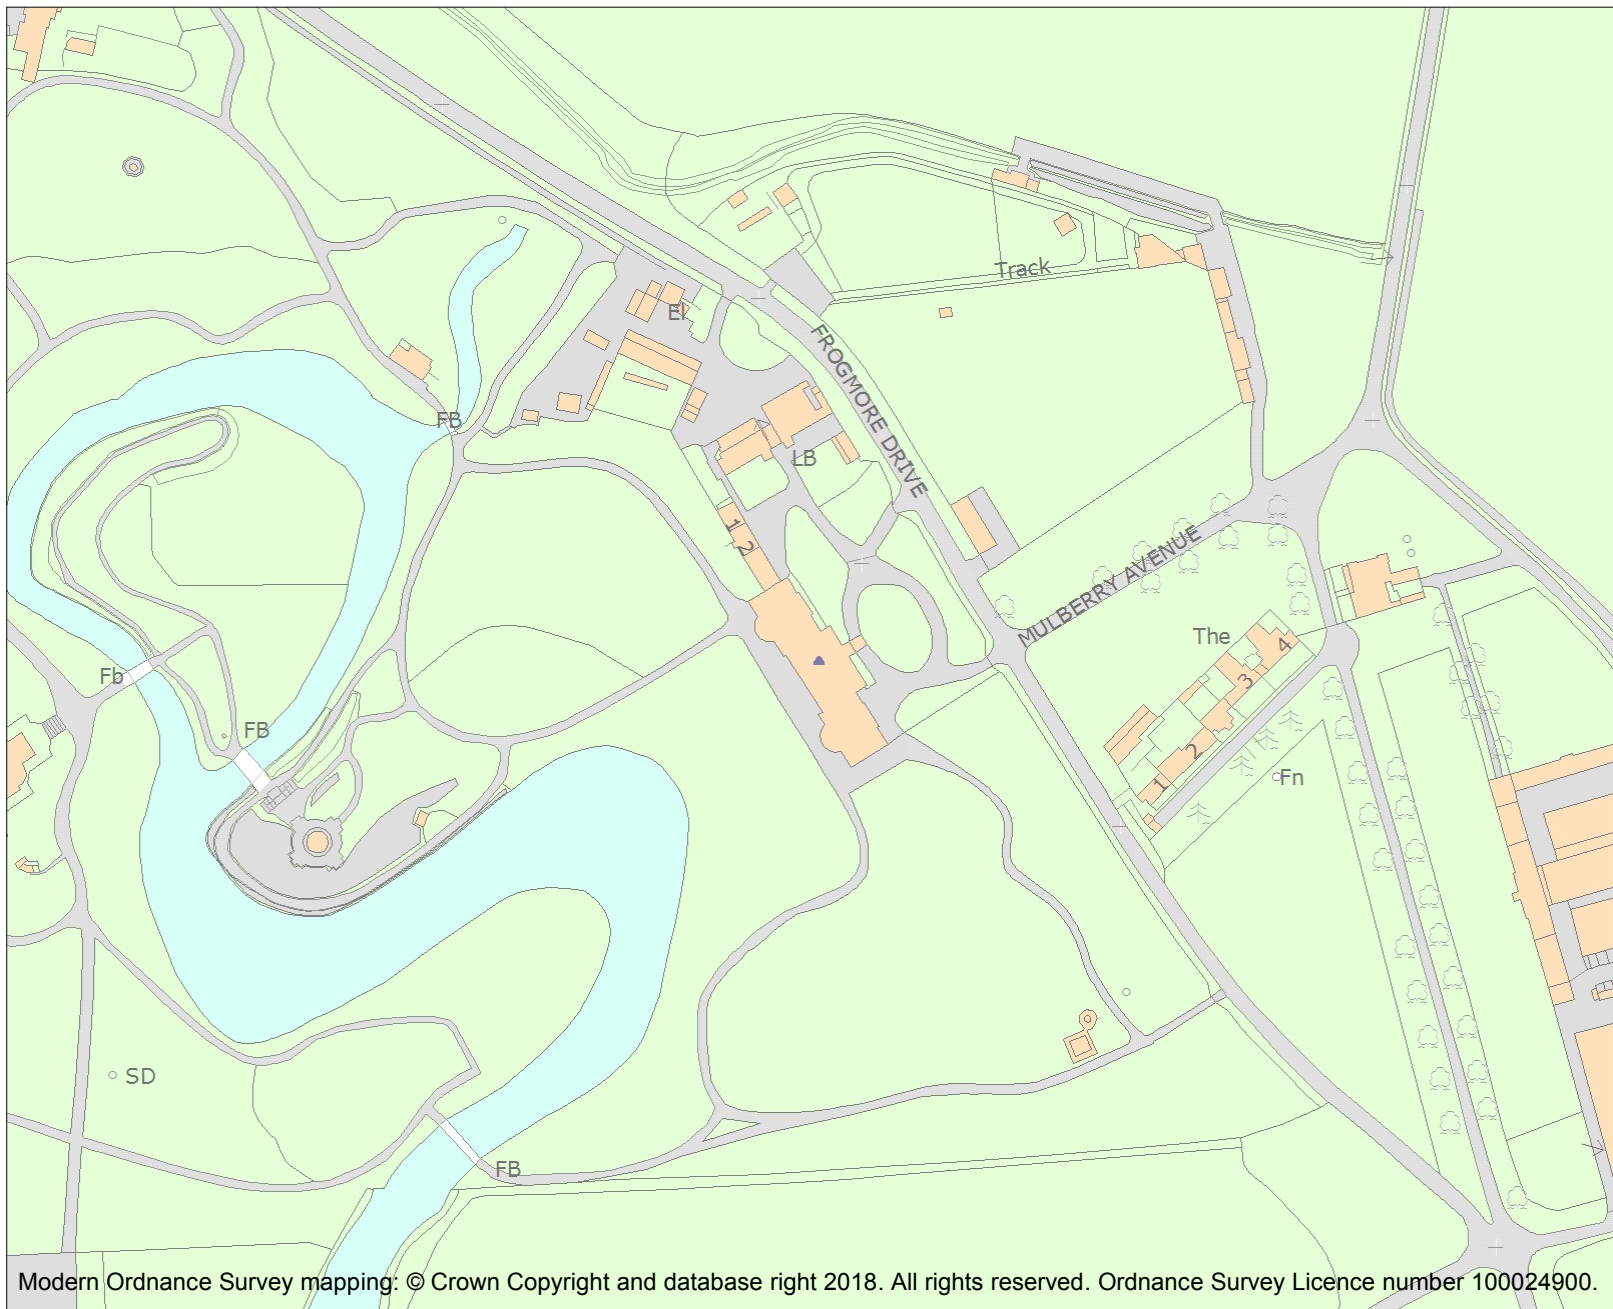 Track
El
FROGMORE DRIVE
FB
LB
1
2
MULBERRY AVENUE
The
4
3
2
1
Fn
Fb
FB
SD
FB
Modern Ordnance Survey mapping: © Crown Copyright and database right 2018. All rights reserved. Ordnance Survey Licence number 100024900.